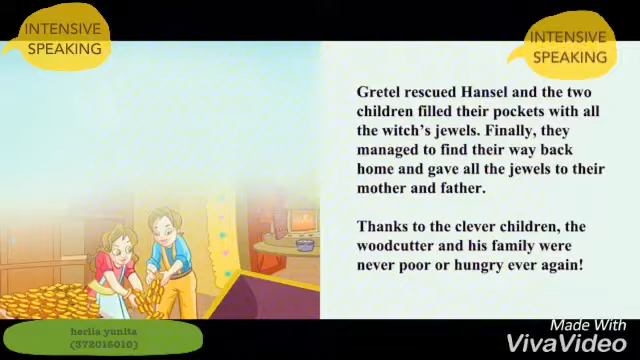 INTENSIVE
SPEAKING
INTENSIVE
SPEAKING
Gretel rescued Hansel and the two
children filled their pockets with all
the witch's jewels. Finally, they
managed to find their way back
home and gave all the jewels to their
mother and father.
Thanks to the clever children, the
woodcutter and his family were
never poor or hungry ever again!
herlia yunita
(372016010)
Made With
VivaVideo